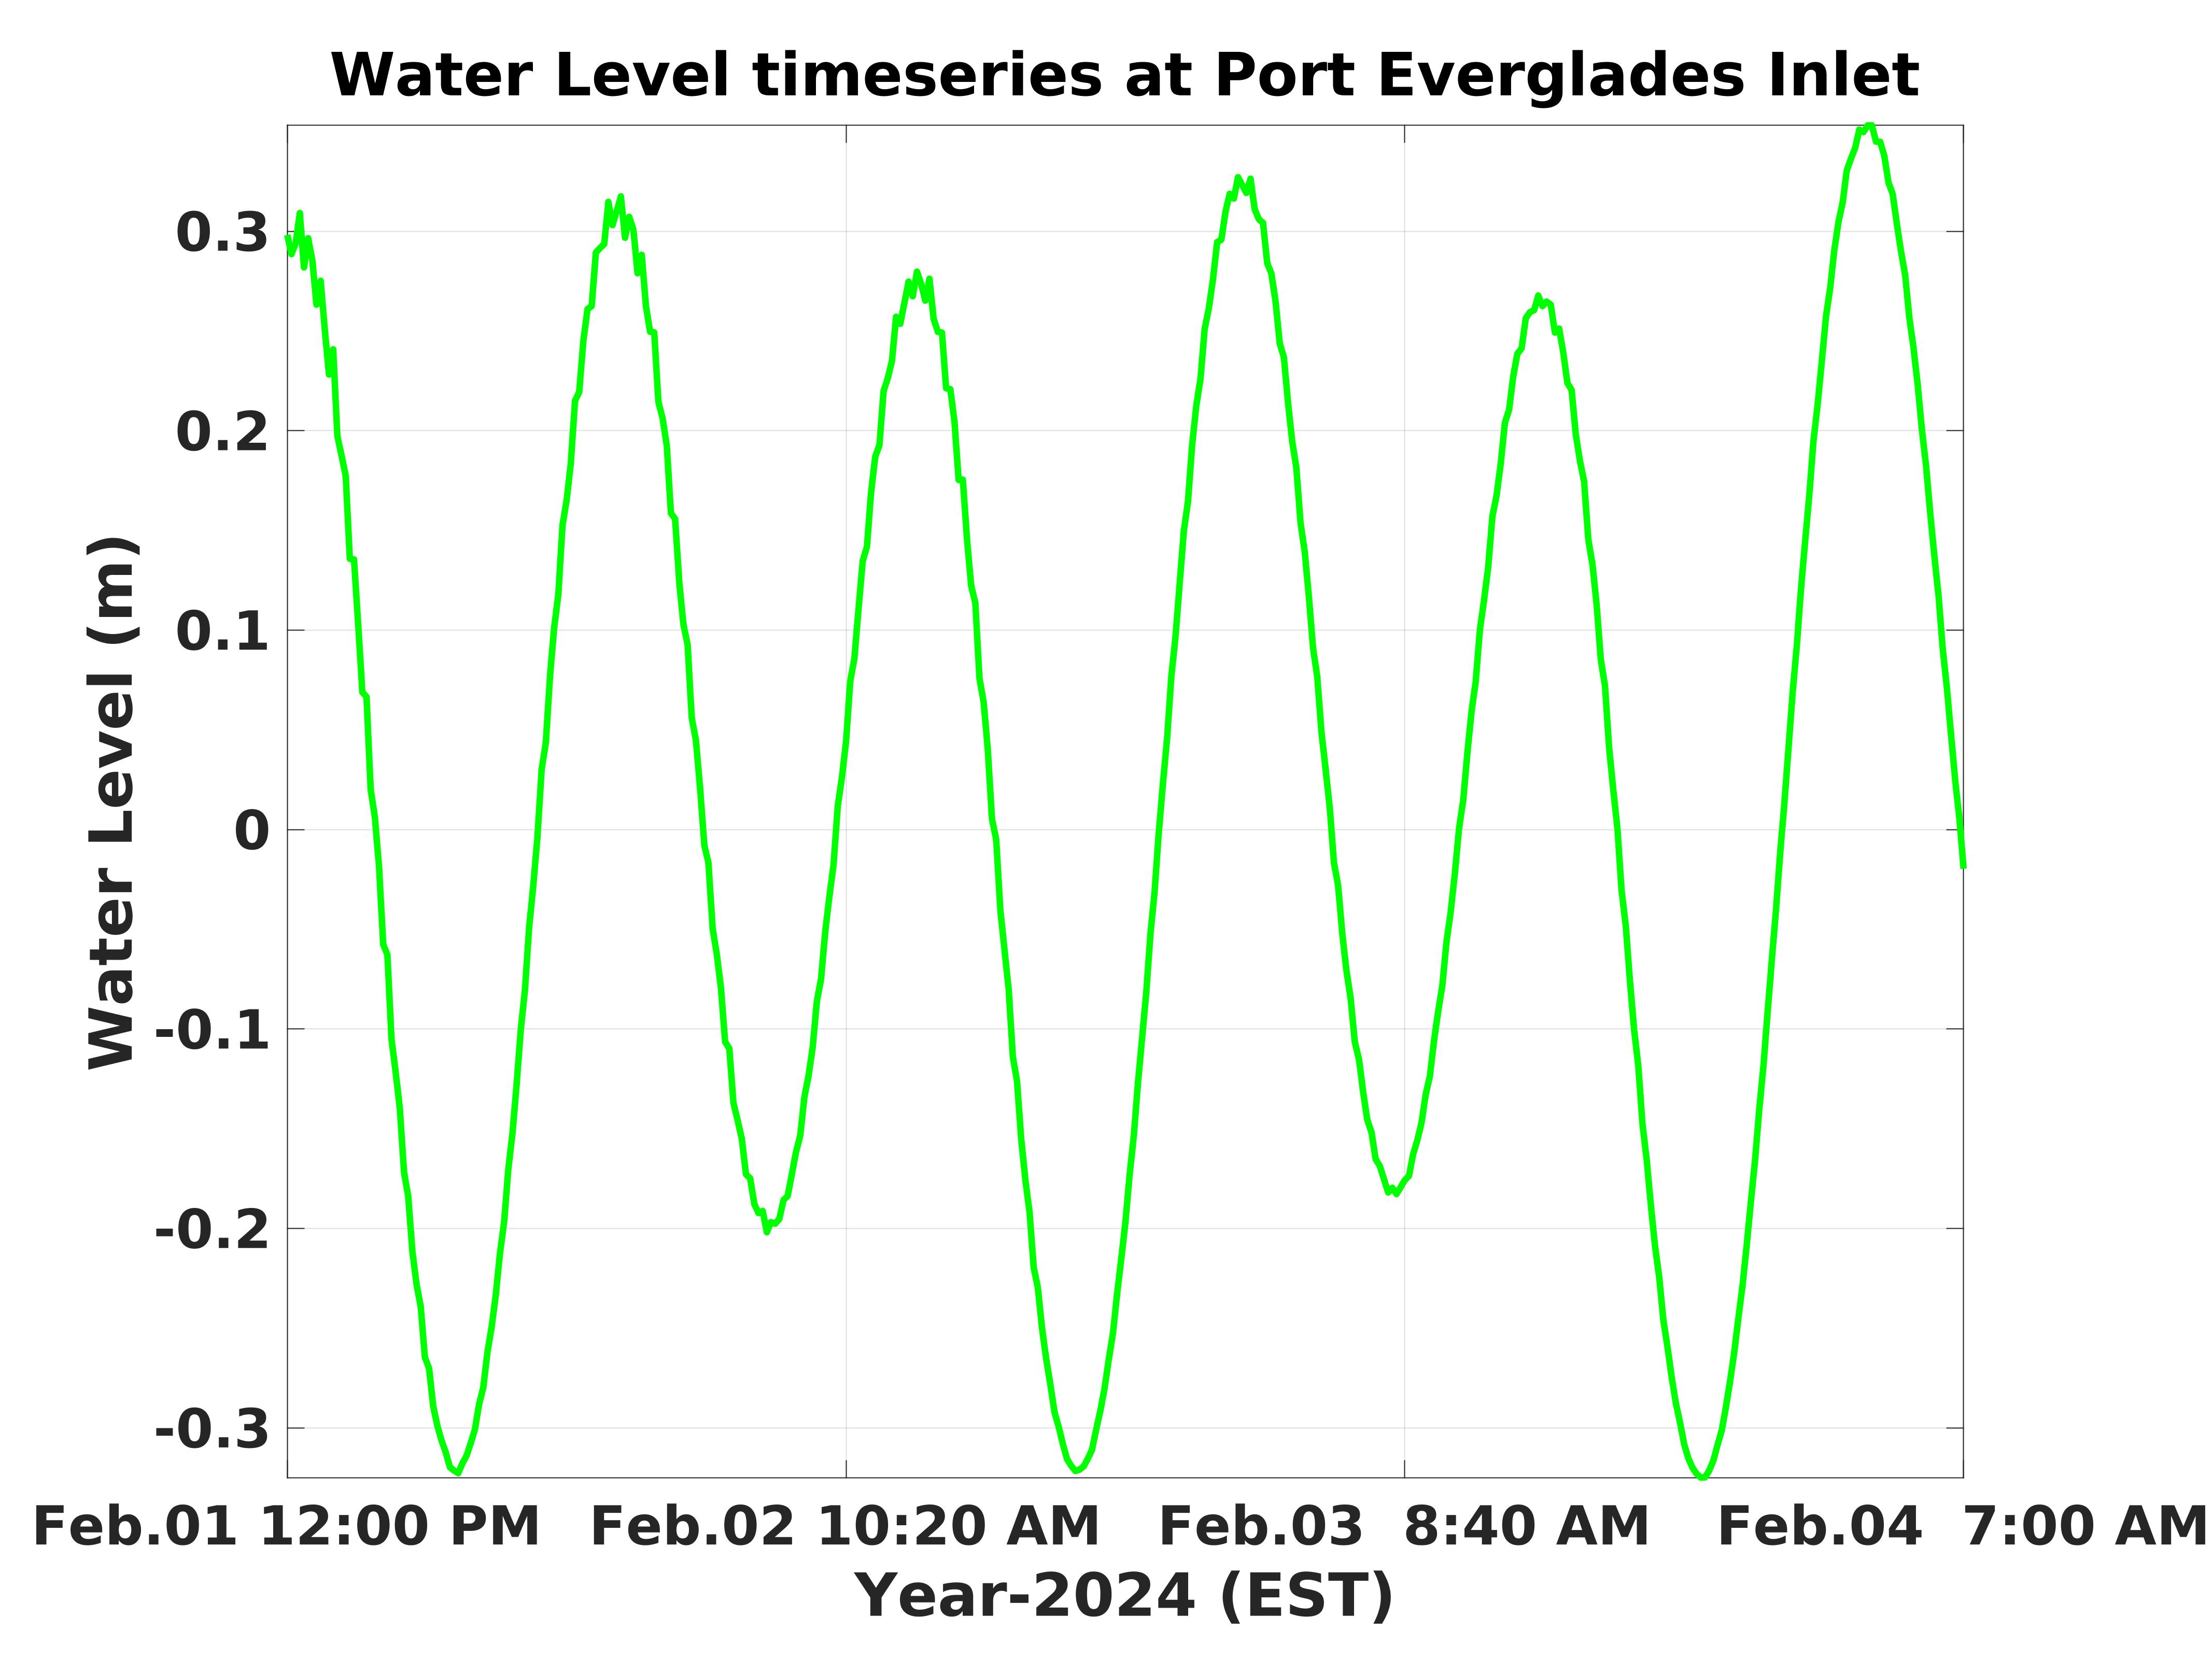 Water Level timeseries at Port Everglades Inlet
Water Level (m)
0.3
0.2
0.1
0
-0.1
-0.2
-0.3
Feb.01 12:00 PM Feb.02 10:20 AM Feb.03 8:40 AM Feb.04 7:00 AM
Year-2024 (EST)